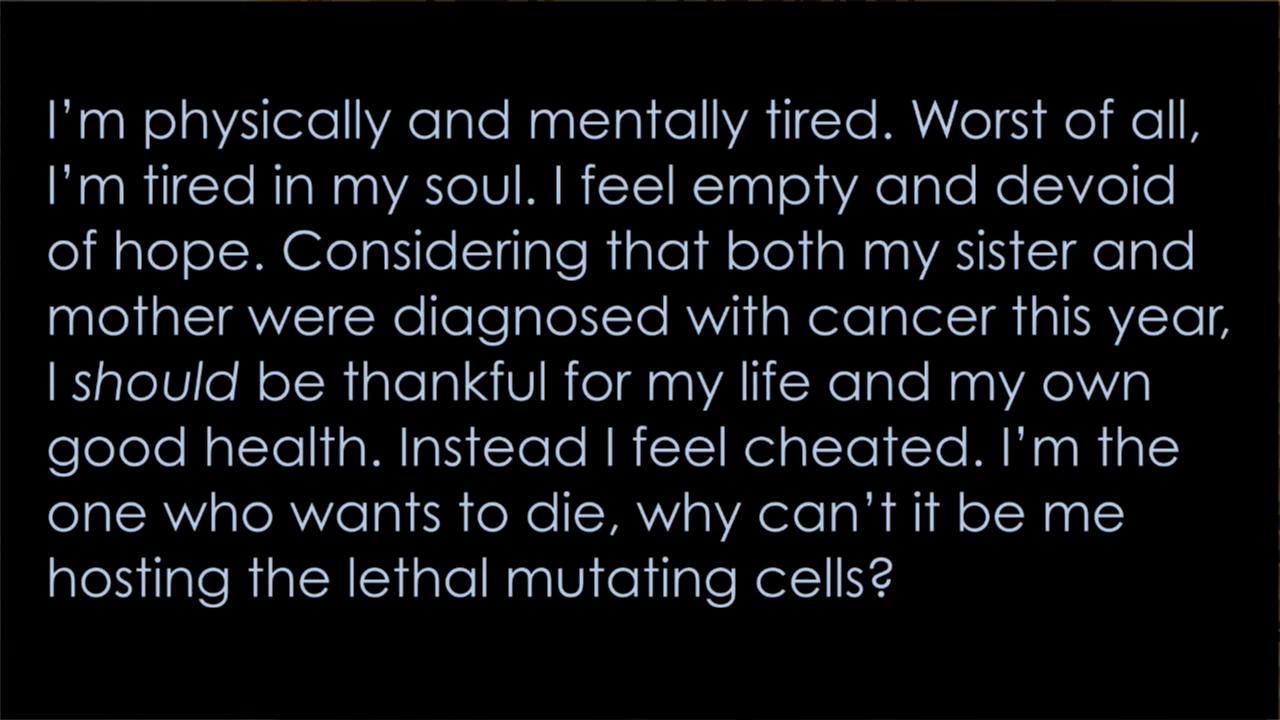 I’m physically and mentally tired. Worst of all,
I’m tired in my soul. I feel empty and devoid
of hope. Considering that both my sister and
mother were diagnosed with cancer this year,
I should be thankful for my life and my own
good health. Instead I feel cheated. I’m the
one who wants to die, why can’t it be me
hosting the lethal mutating cells?